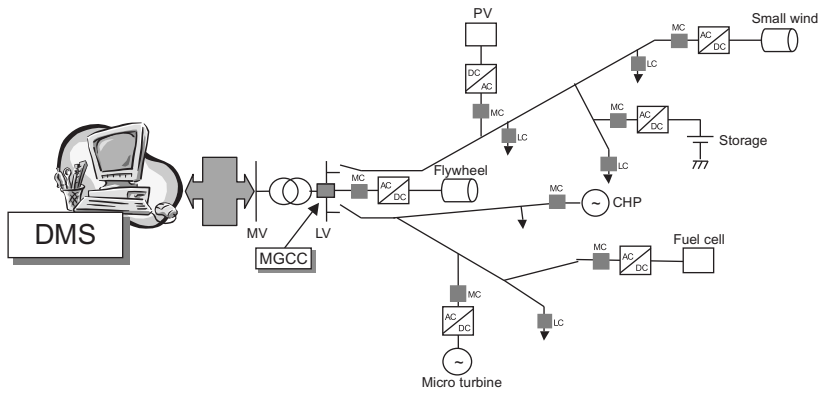 PV
Small wind
MC
AC
DC
DC
AC
LC
MC
MC
AC
DC
LC
Storage
Flywheel
MC
AC
DC
LC
DMS
MV
LV
MC
CHP
~
MGCC
MC
AC
DC
Fuel cell
MC
LC
AC
DC
~
Micro turbine